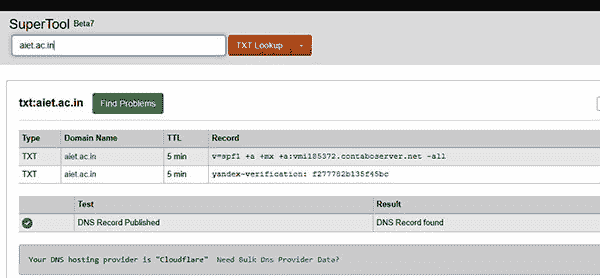 SuperTool Beta7
aiet.ac.in
TXT Lookup
txt:aiet.ac.in
Find Problems
Type Domain Name TTL Record
TXT aiet.ac.in 5 min v=spf1 +a +mx +a:vmi185372.contaboserver.net -all
TXT aiet.ac.in 5 min yandex-verification: f277782b135f45bc
Test Result
DNS Record Published DNS Record found
Your DNS hosting provider is "Cloudflare" Need Bulk Dns Provider Data?